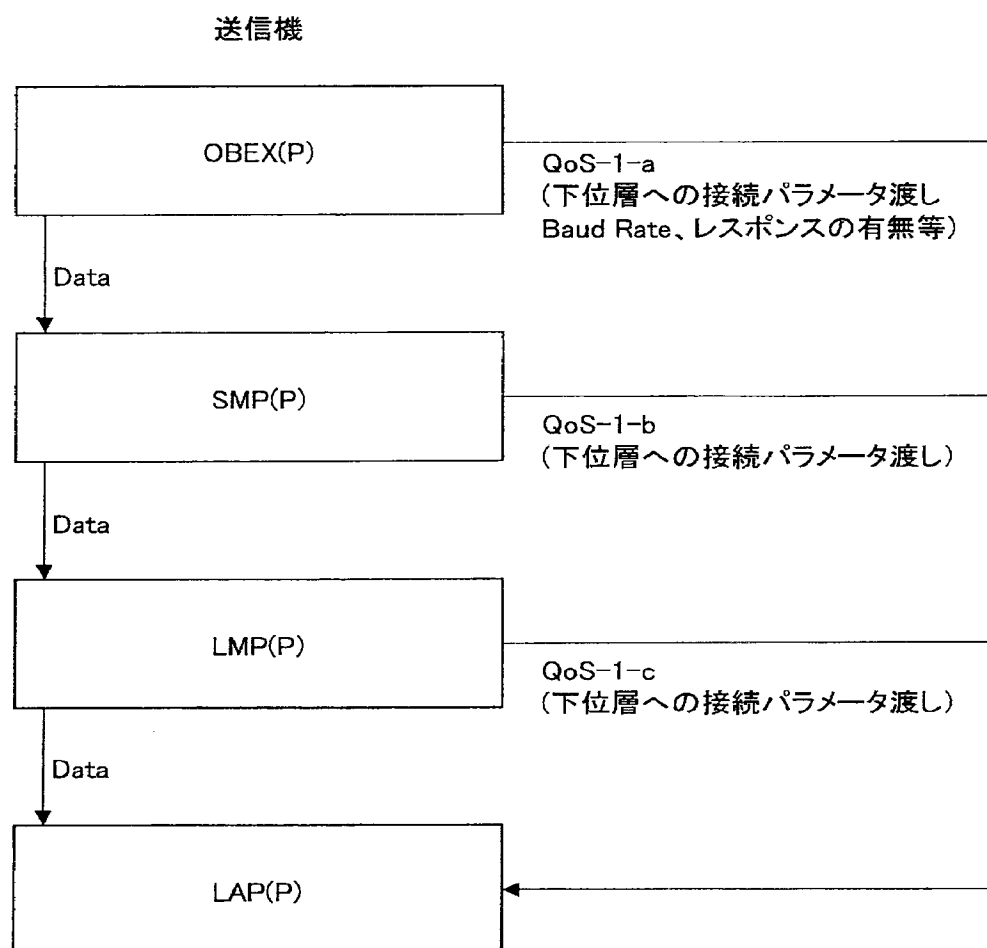 送信機
OBEX(P)
QoS-1-a
(下位層への接続パラメータ渡し
Baud Rate、レスポンスの有無等)
Data
SMP(P)
QoS-1-b
(下位層への接続パラメータ渡し)
Data
LMP(P)
QoS-1-c
(下位層への接続パラメータ渡し)
Data
LAP(P)